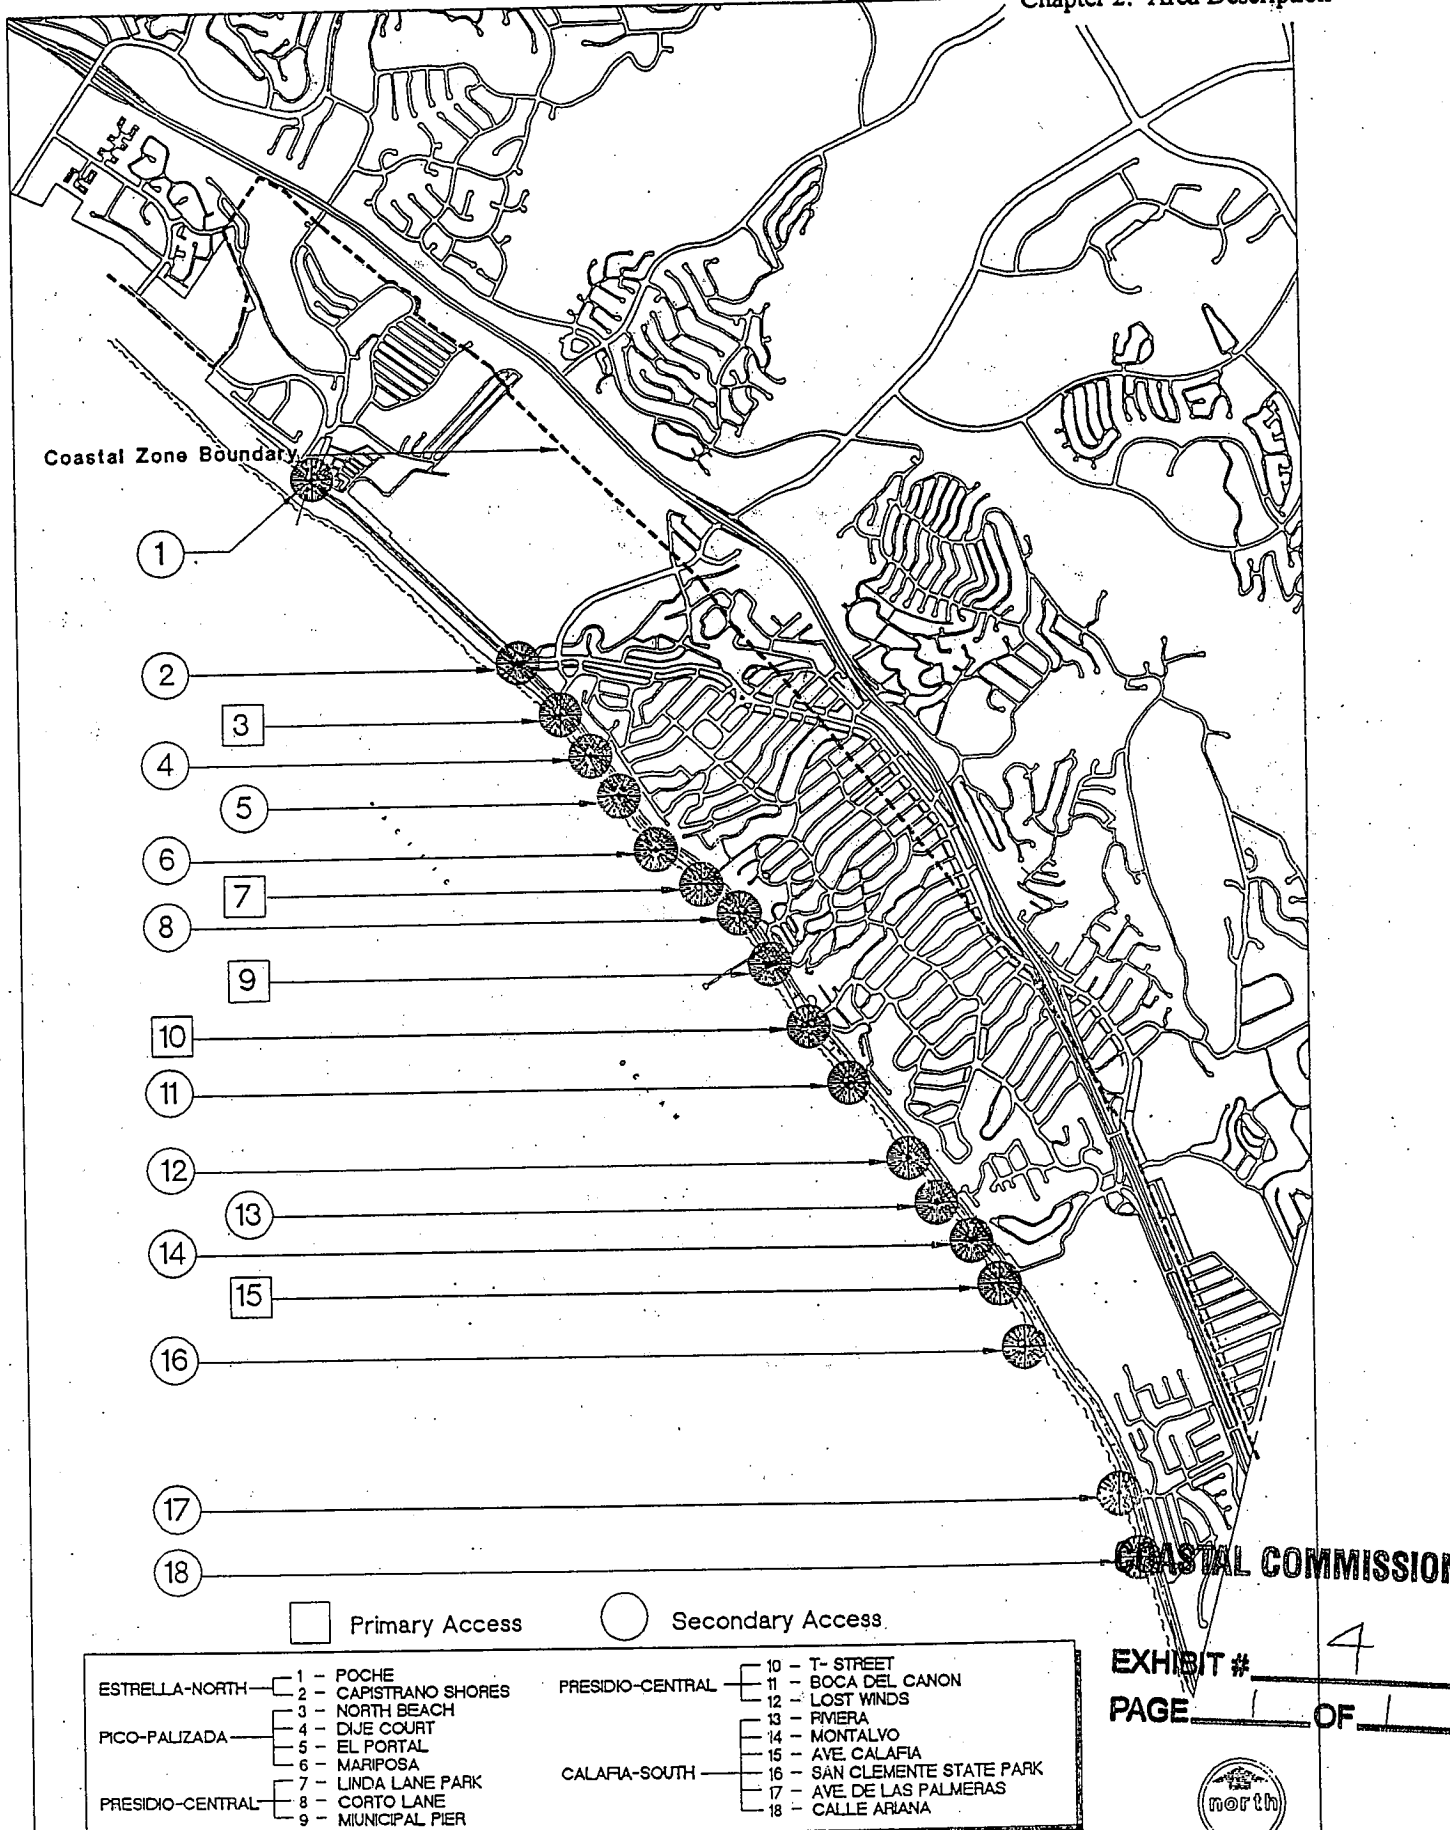 Chapter 2: Area Description
Coastal Zone Boundary
1
2
3
4
5
6
7
8
9
10
11
12
13
14
15
16
17
18
COASTAL COMMISSION
Primary Access
Secondary Access
ESTRELLA-NORTH
1 - POCHE
2 - CAPISTRANO SHORES
PICO-PALIZADA
3 - NORTH BEACH
4 - DIJE COURT
5 - EL PORTAL
6 - MARIPOSA
PRESIDIO-CENTRAL
7 - LINDA LANE PARK
8 - CORTO LANE
9 - MIUNICIPAL PIER
PRESIDIO-CENTRAL
10 - T- STREET
11 - BOCA DEL CANON
12 - LOST WINDS
CALAFIA-SOUTH
13 - RIVIERA
14 - MONTALVO
15 - AVE. CALAFIA
16 - SAN CLEMENTE STATE PARK
17 - AVE. DE LAS PALMERAS
18 - CALLE ARIANA
EXHIBIT # 4
PAGE 1 OF 1
north